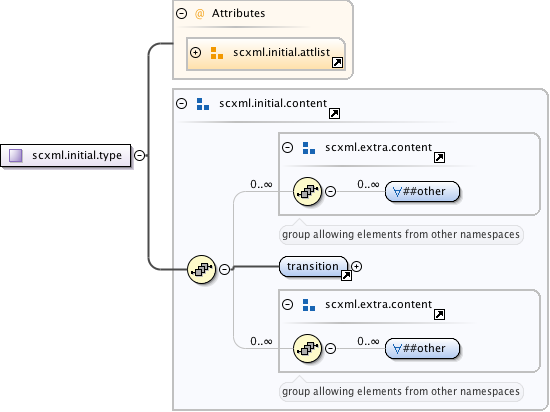 @ Attributes
scxml.initial.attlist
scxml.initial.content
scxml.initial.type
scxml.extra.content
0..∞
0..∞
∀##other
group allowing elements from other namespaces
transition
scxml.extra.content
0..∞
0..∞
∀##other
group allowing elements from other namespaces